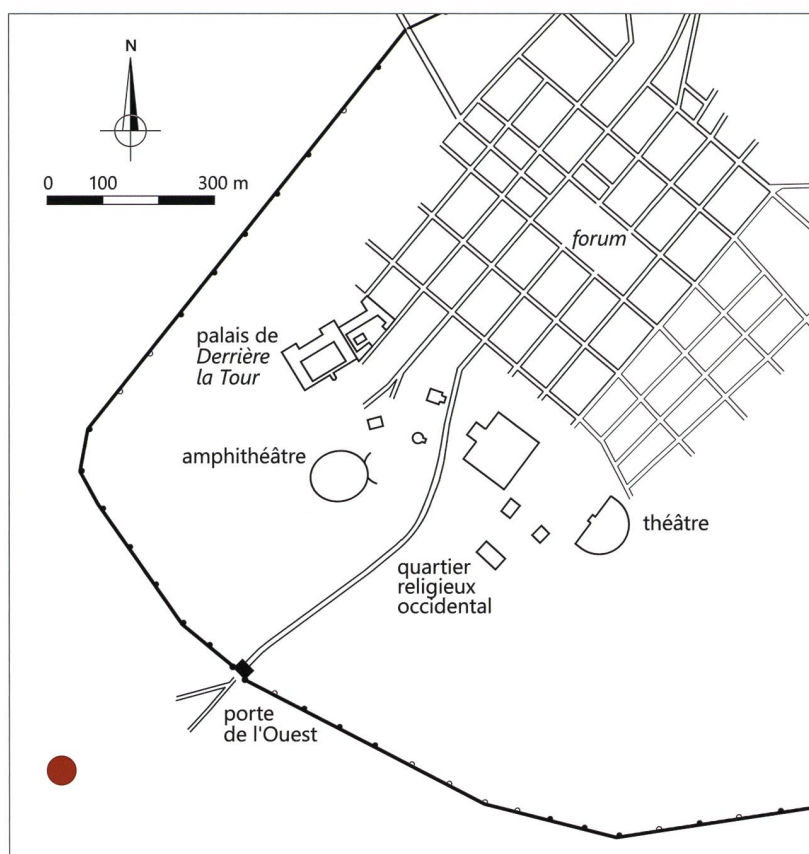 N
0 100 300 m
forum
palais de
Derrière
la Tour
amphithéâtre
théâtre
quartier
religieux
occidental
porte
de l'Ouest